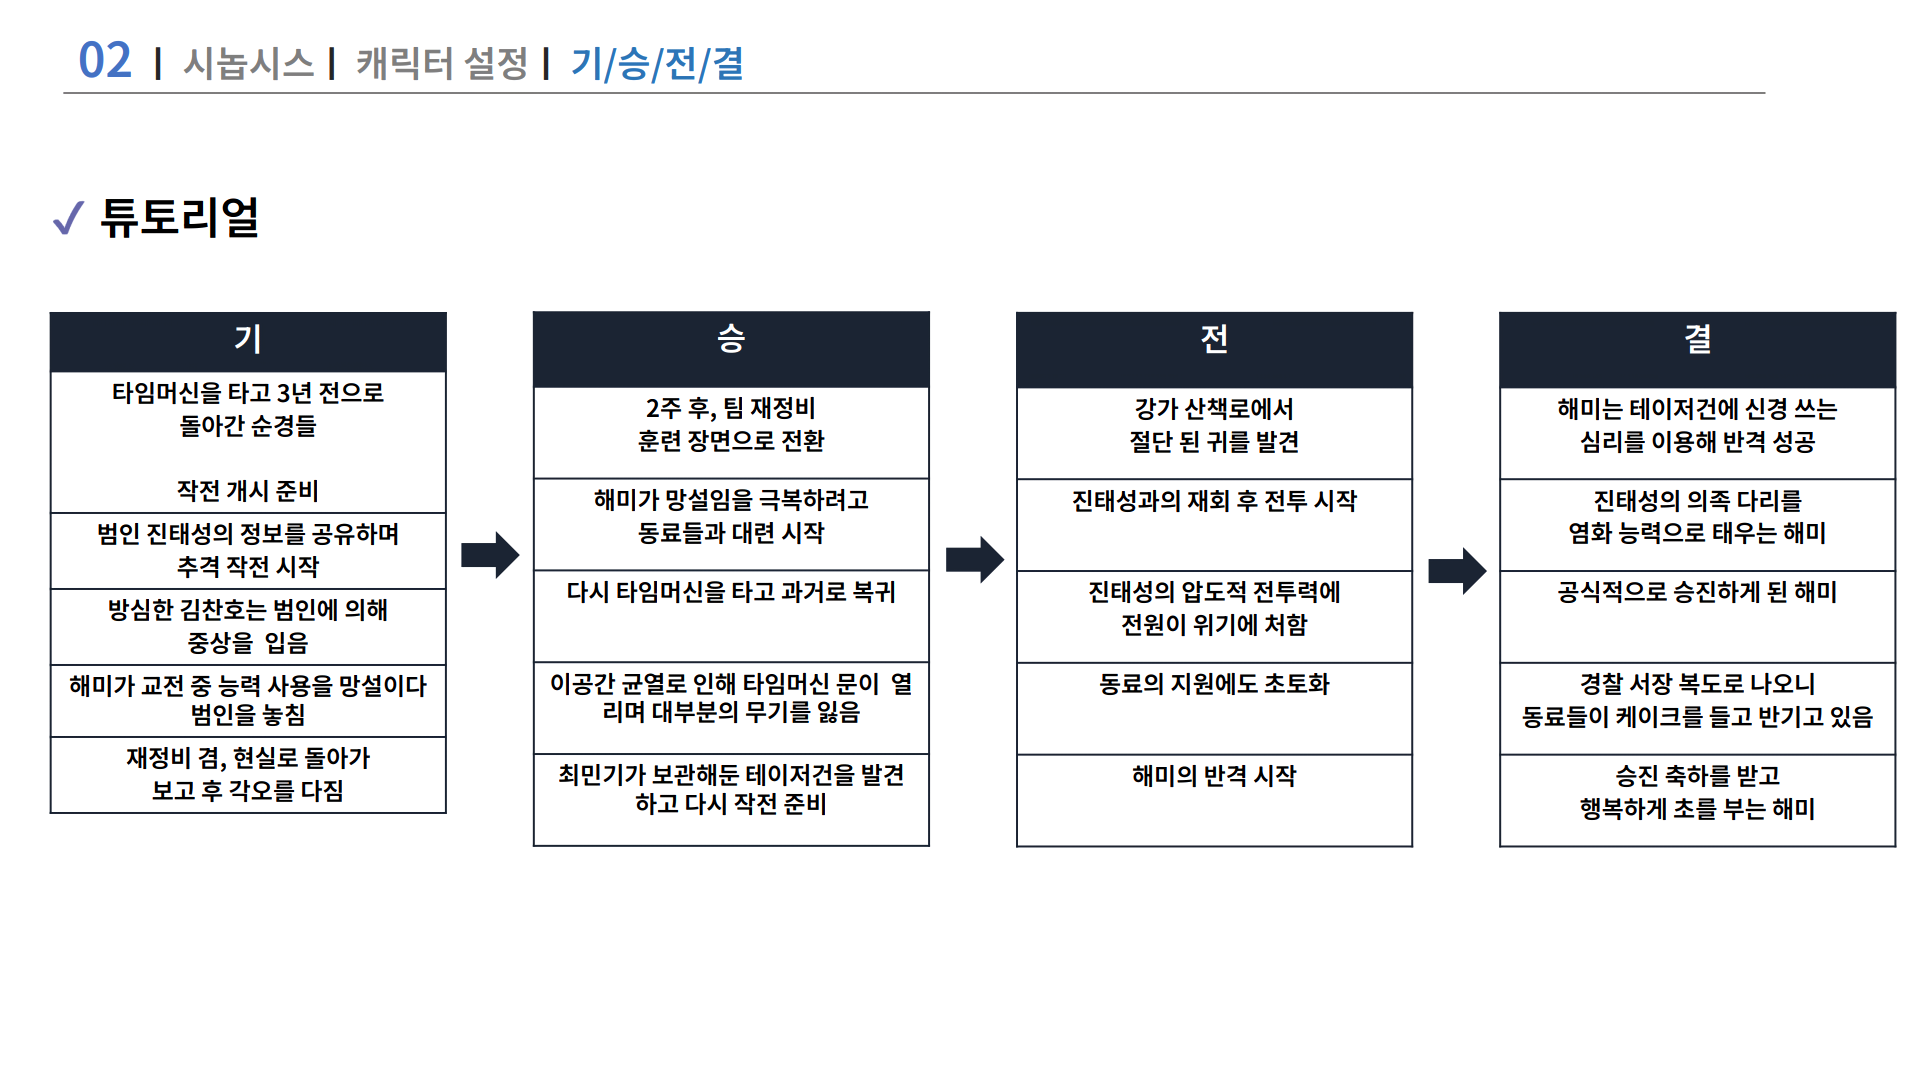 02 | 시놉시스 | 캐릭터 설정 | 기/승/전/결
✓ 튜토리얼
기
타임머신을 타고 3년 전으로
돌아간 순경들
작전 개시 준비
범인 진태성의 정보를 공유하며
추격 작전 시작
방심한 김찬호는 범인에 의해
중상을 입음
해미가 교전 중 능력 사용을 망설이다
범인을 놓침
재정비 겸, 현실로 돌아가
보고 후 각오를 다짐
승
2주 후, 팀 재정비
훈련 장면으로 전환
해미가 망설임을 극복하려고
동료들과 대련 시작
다시 타임머신을 타고 과거로 복귀
이공간 균열로 인해 타임머신 문이 열
리며 대부분의 무기를 잃음
최민기가 보관해둔 테이저건을 발견
하고 다시 작전 준비
전
강가 산책로에서
절단 된 귀를 발견
진태성과의 재회 후 전투 시작
진태성의 압도적 전투력에
전원이 위기에 처함
동료의 지원에도 초토화
해미의 반격 시작
결
해미는 테이저건에 신경 쓰는
심리를 이용해 반격 성공
진태성의 의족 다리를
염화 능력으로 태우는 해미
공식적으로 승진하게 된 해미
경찰 서장 복도로 나오니
동료들이 케이크를 들고 반기고 있음
승진 축하를 받고
행복하게 초를 부는 해미